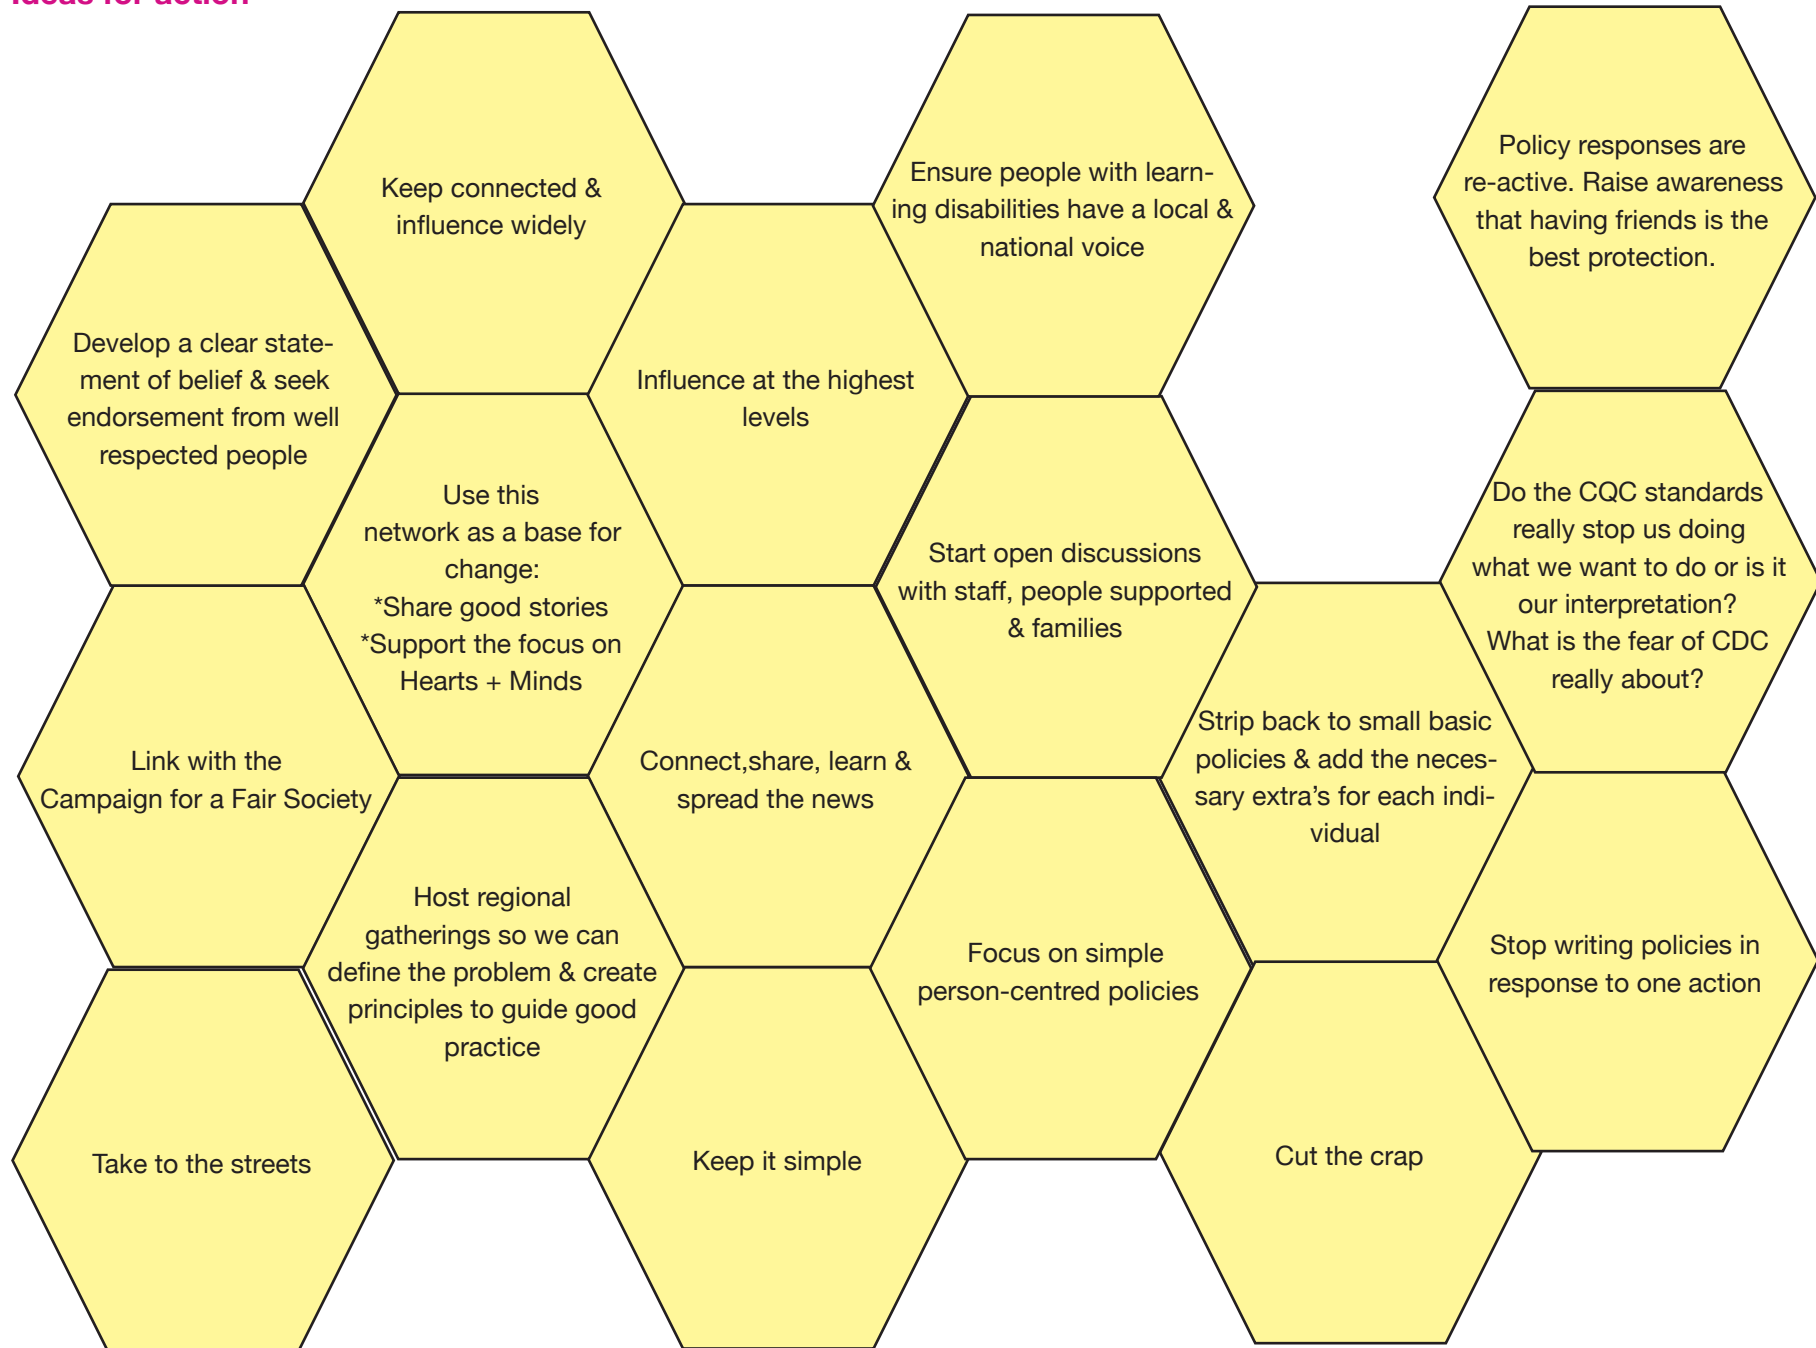 Ideas for action
Keep connected &
influence widely
Ensure people with learn-
ing disabilities have a local &
national voice
Policy responses are
re-active. Raise awareness
that having friends is the
best protection.
Develop a clear state-
ment of belief & seek
endorsement from well
respected people
Influence at the highest
levels
Use this
network as a base for
change:
*Share good stories
*Support the focus on
Hearts + Minds
Start open discussions
with staff, people supported
& families
Do the CQC standards
really stop us doing
what we want to do or is it
our interpretation?
What is the fear of CDC
really about?
Link with the
Campaign for a Fair Society
Connect,share, learn &
spread the news
Strip back to small basic
policies & add the neces-
sary extra’s for each indi-
vidual
Host regional
gatherings so we can
define the problem & create
principles to guide good
practice
Focus on simple
person-centred policies
Stop writing policies in
response to one action
Take to the streets
Keep it simple
Cut the crap